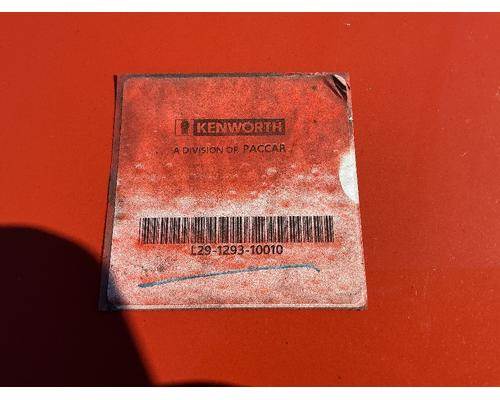 KENWORTH
A DIVISION OF PACCAR
L29-1293-10010